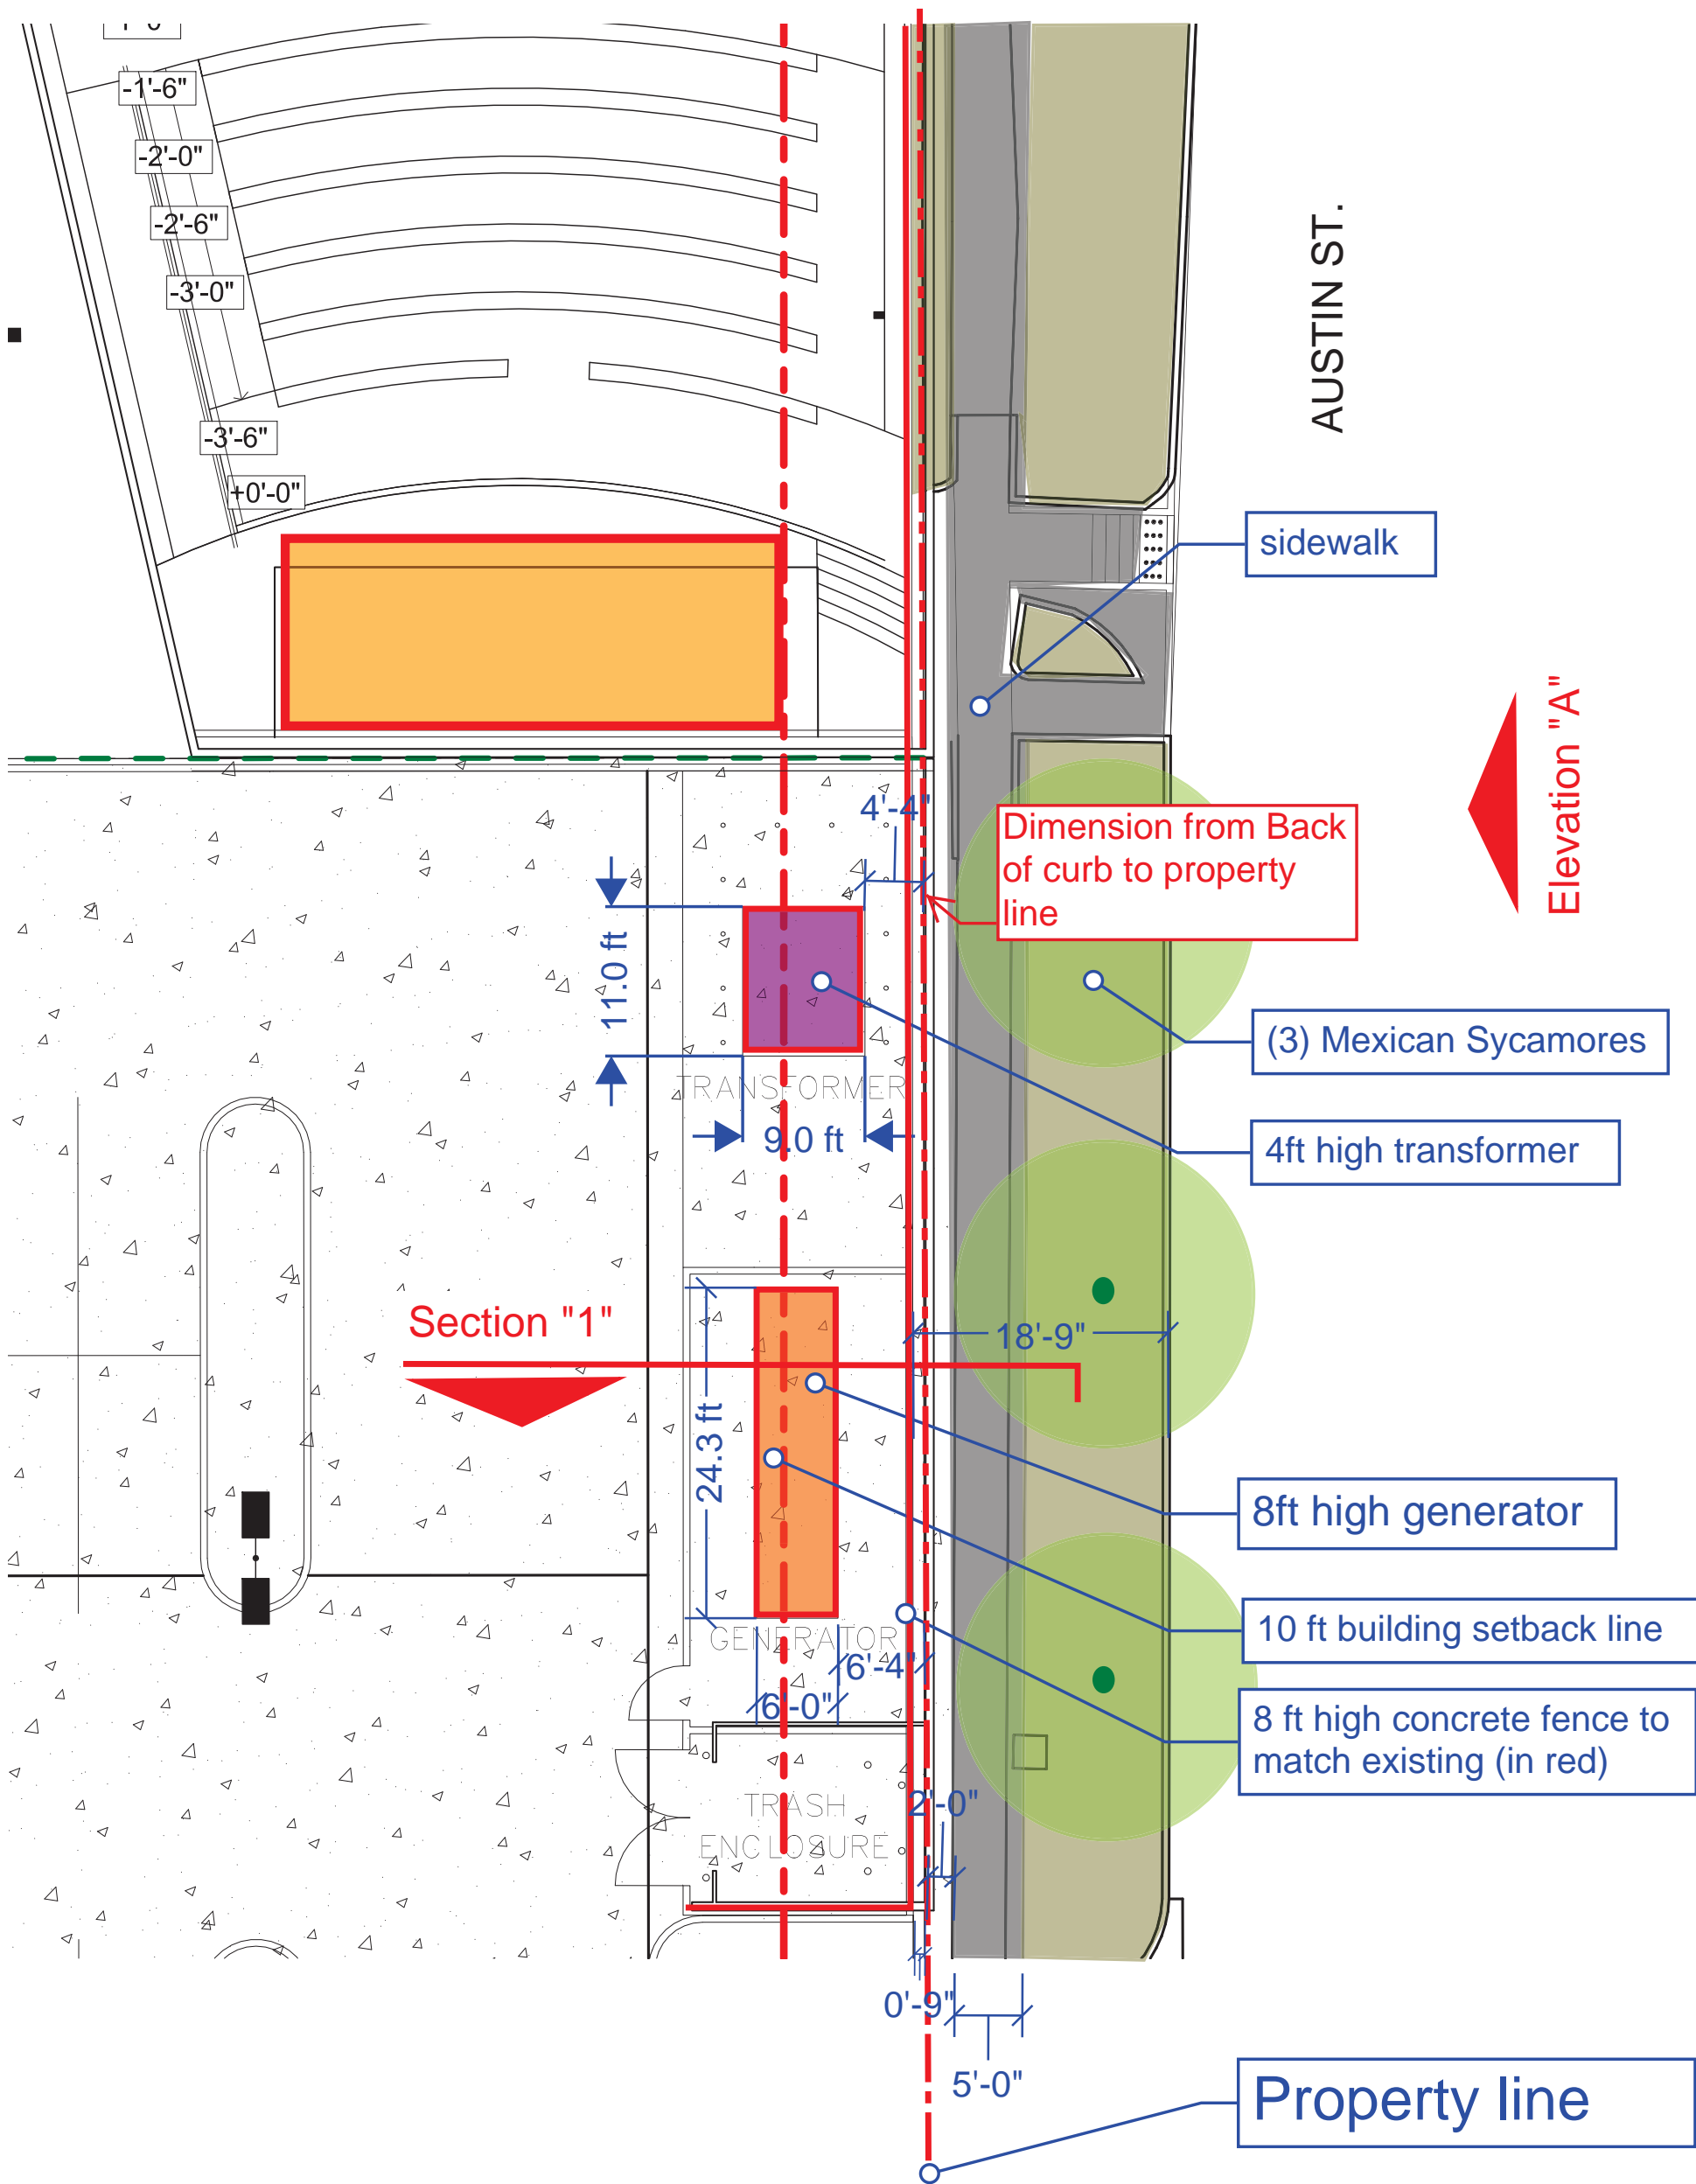 -1'-6"
-2'-0"
-2'-6"
-3'-0"
-3'-6"
+0'-0"
AUSTIN ST.
sidewalk
Elevation "A"
4'-4"
Dimension from Back
of curb to property
line
11.0 ft
(3) Mexican Sycamores
TRANSFORMER
9.0 ft
4ft high transformer
Section "1"
18'-9"
24.3 ft
8ft high generator
GENERATOR
10 ft building setback line
6'-4"
6'-0"
8 ft high concrete fence to
match existing (in red)
TRASH
ENCLOSURE
2'-0"
0'-9"
5'-0"
Property line